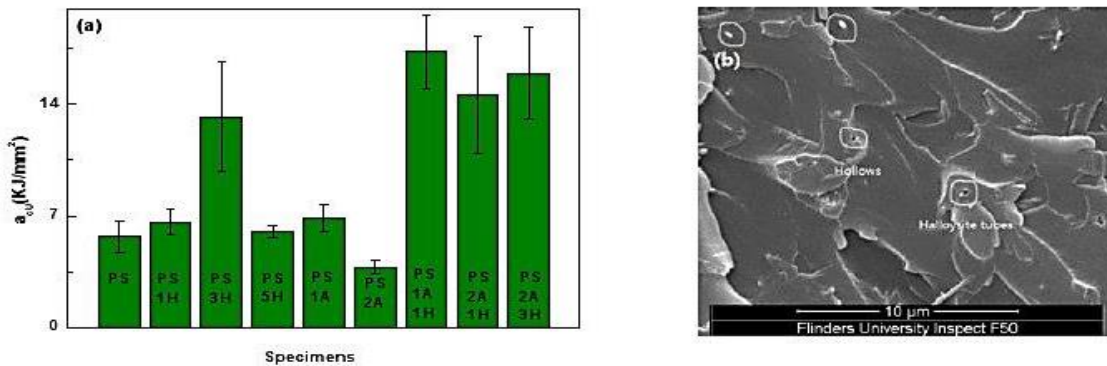 (a)
14
7
0
a_cU(KJ/mm²)
PS
PS 1H
PS 3H
PS 5H
PS 1A
PS 2A
PS 1A 1H
PS 2A 1H
PS 2A 3H
Specimens
(b)
Hollows
Halloysite tubes
10 µm
Flinders University Inspect F50